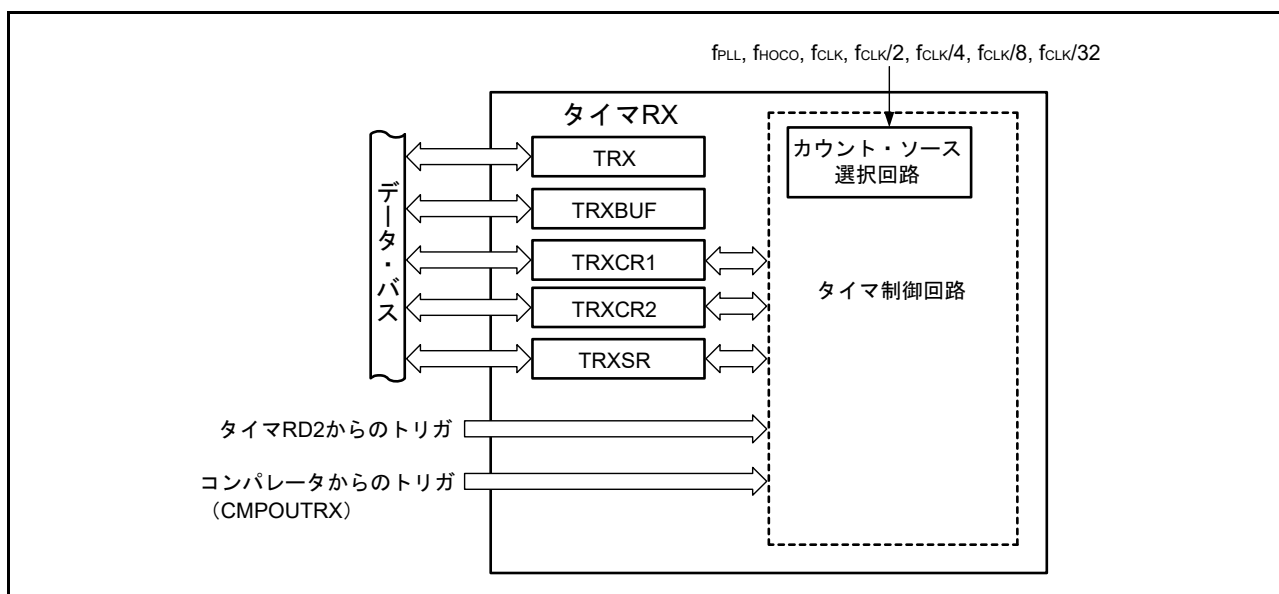 fPLL, fHOCO, fCLK, fCLK/2, fCLK/4, fCLK/8, fCLK/32
タイマRX
カウント・ソース
選択回路
データ・バス
TRX
TRXBUF
TRXCR1
TRXCR2
TRXSR
タイマ制御回路
タイマRD2からのトリガ
コンパレータからのトリガ
（CMPOUTRX）